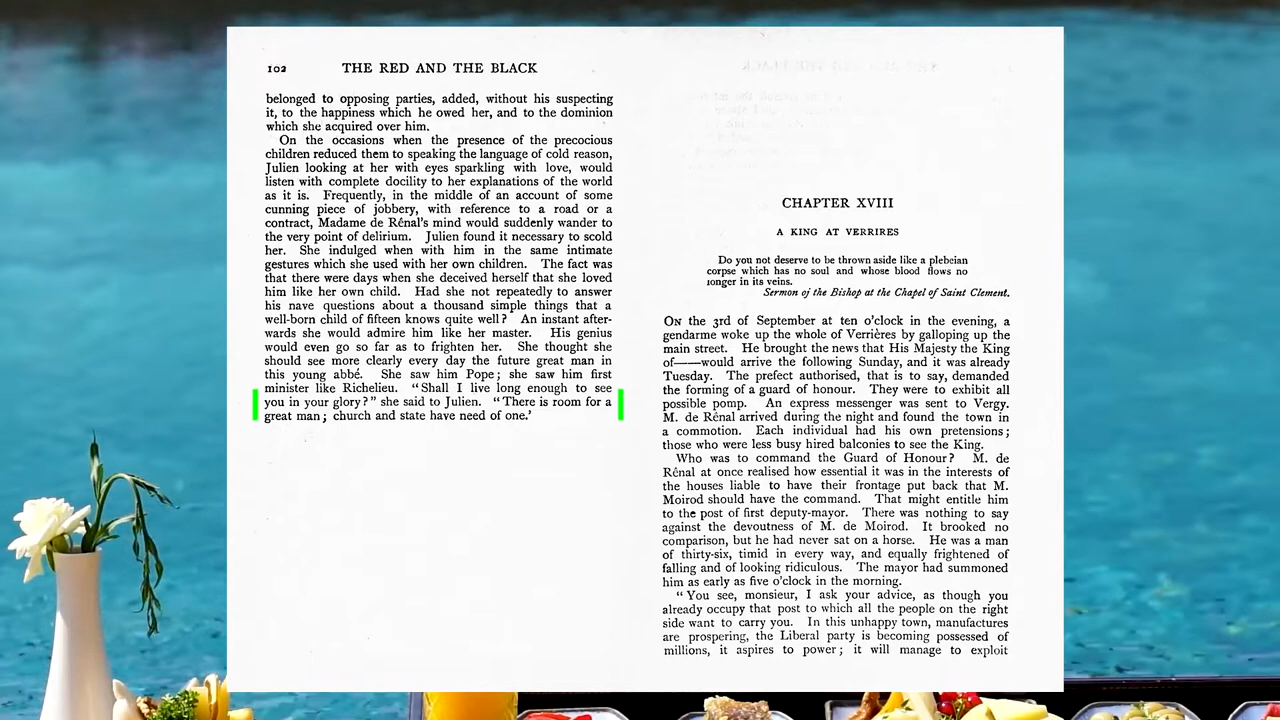 102 THE RED AND THE BLACK
belonged to opposing parties, added, without his suspecting
it, to the happiness which he owed her, and to the dominion
which she acquired over him.
On the occasions when the presence of the precocious
children reduced them to speaking the language of cold reason,
Julien looking at her with eyes sparkling with love, would
listen with complete docility to her explanations of the world
as it is. Frequently, in the middle of an account of some
cunning piece of jobbery, with reference to a road or a
contract, Madame de Rênal's mind would suddenly wander to
the very point of delirium. Julien found it necessary to scold
her. She indulged when with him in the same intimate
gestures which she used with her own children. The fact was
that there were days when she deceived herself that she loved
him like her own child. Had she not repeatedly to answer
his nave questions about a thousand simple things that a
well-born child of fifteen knows quite well? An instant after-
wards she would admire him like her master. His genius
would even go so far as to frighten her. She thought she
should see more clearly every day the future great man in
this young abbé. She saw him Pope; she saw him first
minister like Richelieu. "Shall I live long enough to see
you in your glory?" she said to Julien. "There is room for a
great man; church and state have need of one.'
CHAPTER XVIII
A KING AT VERRIRES
Do you not deserve to be thrown aside like a plebeian
corpse which has no soul and whose blood flows no
longer in its veins.
Sermon of the Bishop at the Chapel of Saint Clement.
ON the 3rd of September at ten o'clock in the evening, a
gendarme woke up the whole of Verrières by galloping up the
main street. He brought the news that His Majesty the King
of——would arrive the following Sunday, and it was already
Tuesday. The prefect authorised, that is to say, demanded
the forming of a guard of honour. They were to exhibit all
possible pomp. An express messenger was sent to Vergy.
M. de Rênal arrived during the night and found the town in
a commotion. Each individual had his own pretensions;
those who were less busy hired balconies to see the King.
Who was to command the Guard of Honour? M. de
Rênal at once realised how essential it was in the interests of
the houses liable to have their frontage put back that M.
Moirod should have the command. That might entitle him
to the post of first deputy-mayor. There was nothing to say
against the devoutness of M. de Moirod. It brooked no
comparison, but he had never sat on a horse. He was a man
of thirty-six, timid in every way, and equally frightened of
falling and of looking ridiculous. The mayor had summoned
him as early as five o'clock in the morning.
"You see, monsieur, I ask your advice, as though you
already occupy that post to which all the people on the right
side want to carry you. In this unhappy town, manufactures
are prospering, the Liberal party is becoming possessed of
millions, it aspires to power; it will manage to exploit